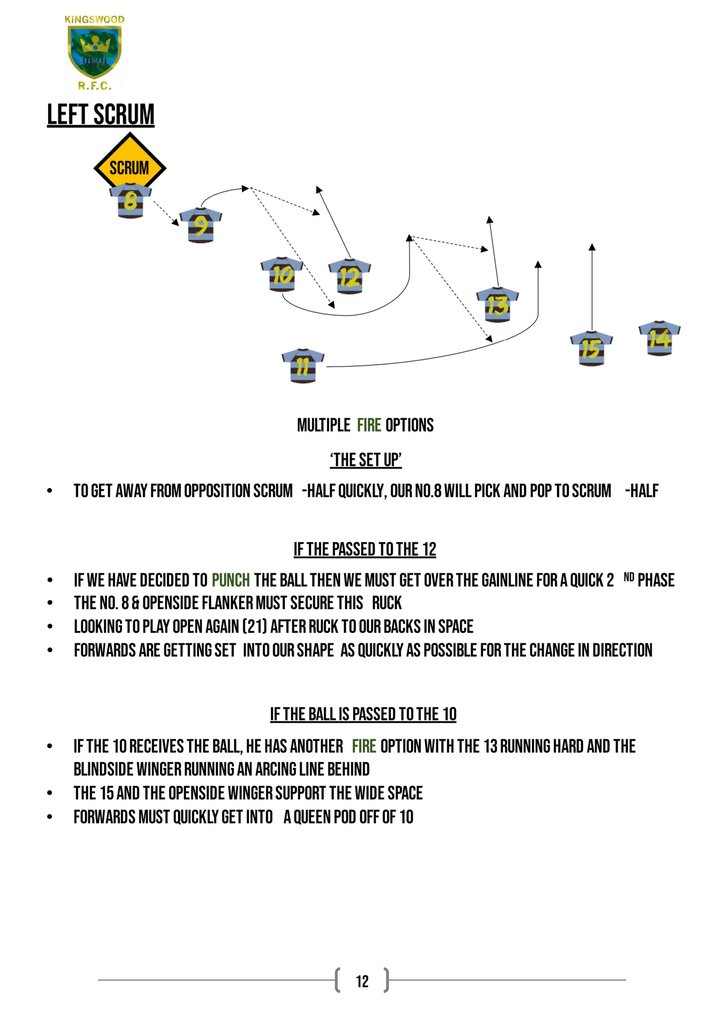 KINGSWOOD
R.F.C.
LEFT SCRUM
SCRUM
8
9
10
12
13
11
15
14
MULTIPLE FIRE OPTIONS
‘THE SET UP’
• TO GET AWAY FROM OPPOSITION SCRUM -HALF QUICKLY, OUR NO.8 WILL PICK AND POP TO SCRUM -HALF
IF THE PASSED TO THE 12
• IF WE HAVE DECIDED TO PUNCH THE BALL THEN WE MUST GET OVER THE GAINLINE FOR A QUICK 2 ND PHASE
• THE NO. 8 & OPENSIDE FLANKER MUST SECURE THIS RUCK
• LOOKING TO PLAY OPEN AGAIN (21) AFTER RUCK TO OUR BACKS IN SPACE
• FORWARDS ARE GETTING SET INTO OUR SHAPE AS QUICKLY AS POSSIBLE FOR THE CHANGE IN DIRECTION
IF THE BALL IS PASSED TO THE 10
• IF THE 10 RECEIVES THE BALL, HE HAS ANOTHER FIRE OPTION WITH THE 13 RUNNING HARD AND THE
BLINDSIDE WINGER RUNNING AN ARCING LINE BEHIND
• THE 15 AND THE OPENSIDE WINGER SUPPORT THE WIDE SPACE
• FORWARDS MUST QUICKLY GET INTO A QUEEN POD OFF OF 10
12